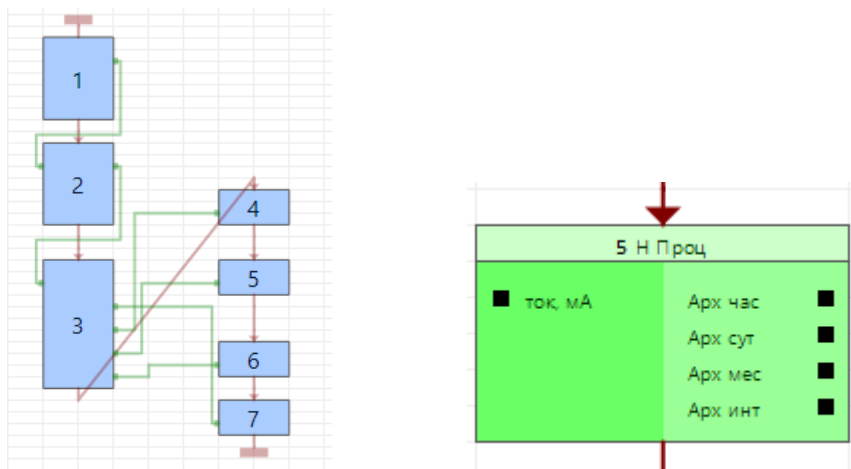 1
2
3
4
5
6
7
5 Н Проц
ток, мА
Арх час
Арх сут
Арх мес
Арх инт